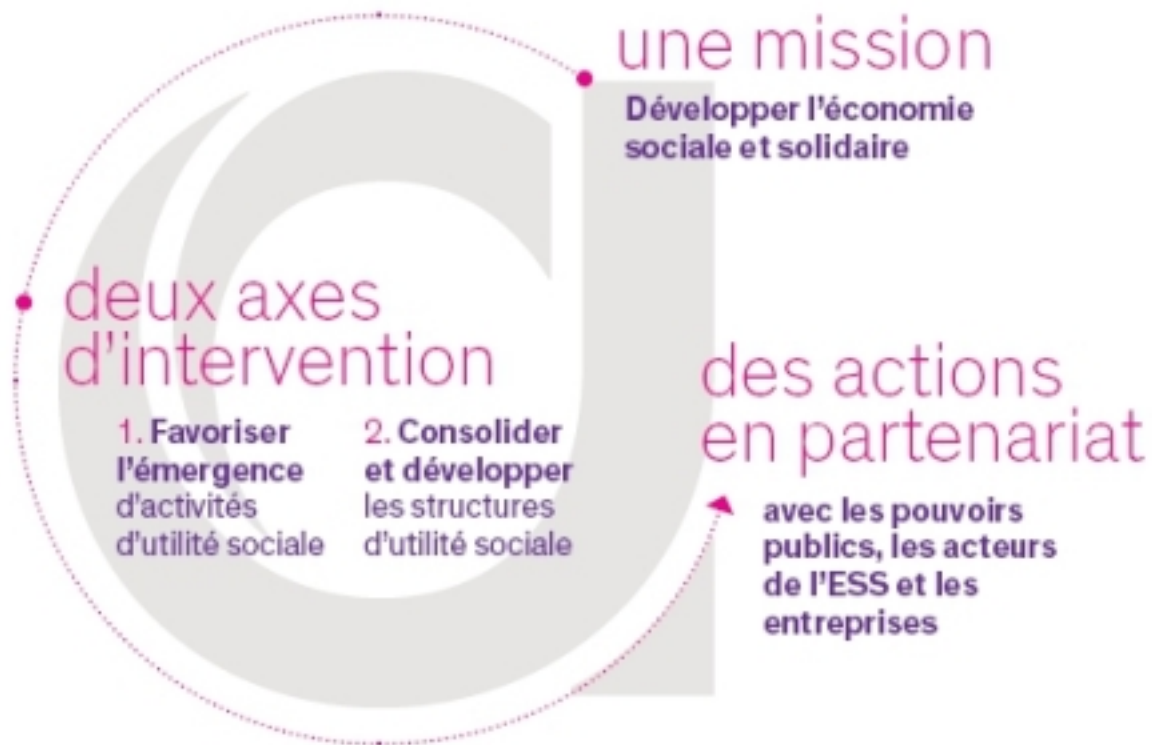 une mission
Développer l'économie
sociale et solidaire
deux axes
d'intervention
1. Favoriser
l'émergence
d'activités
d'utilité sociale
2. Consolider
et développer
les structures
d'utilité sociale
des actions
en partenariat
avec les pouvoirs
publics, les acteurs
de l'ESS et les
entreprises